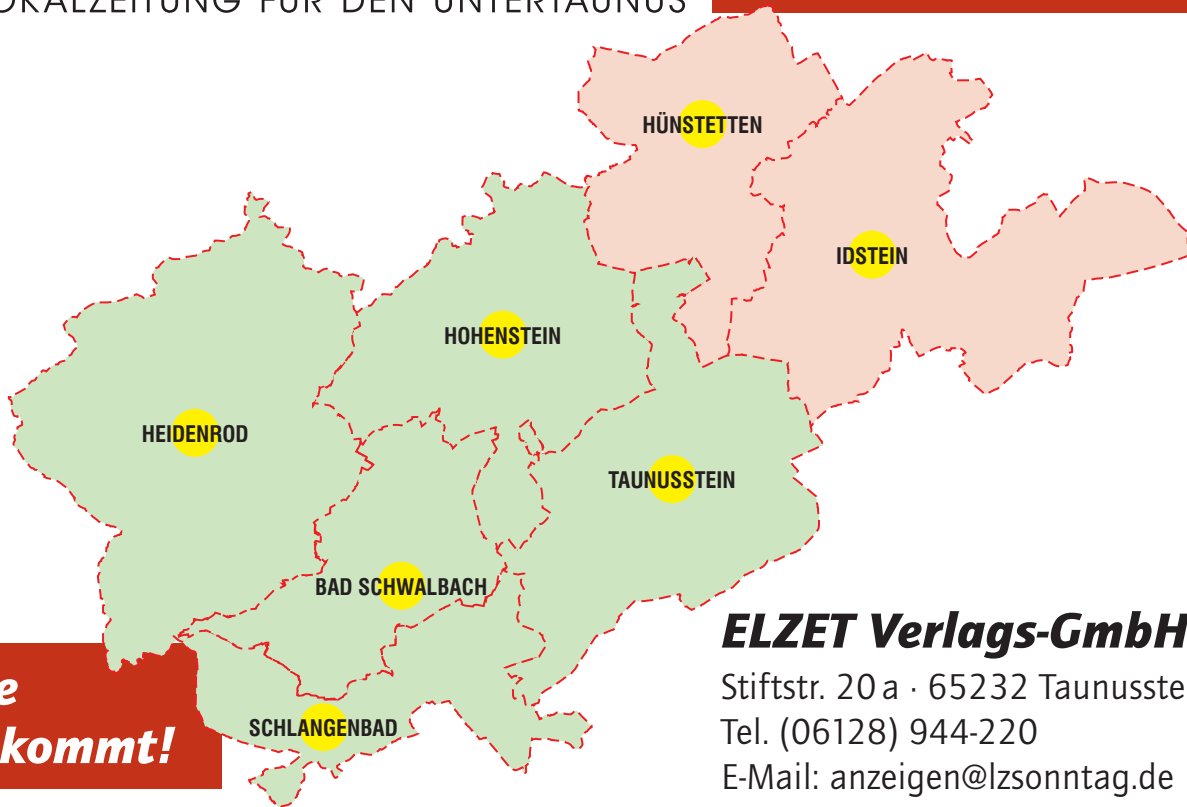 OKALZEITUNG FÜR DEN UNTERTAUNUS
HÜNSTETTEN
IDSTEIN
HOHENSTEIN
HEIDENROD
TAUNUSSTEIN
BAD SCHWALBACH
SCHLANGENBAD
e
kommt!
ELZET Verlags-GmbH
Stiftstr. 20 a · 65232 Taunusste
Tel. (06128) 944-220
E-Mail: anzeigen@lzsonntag.de